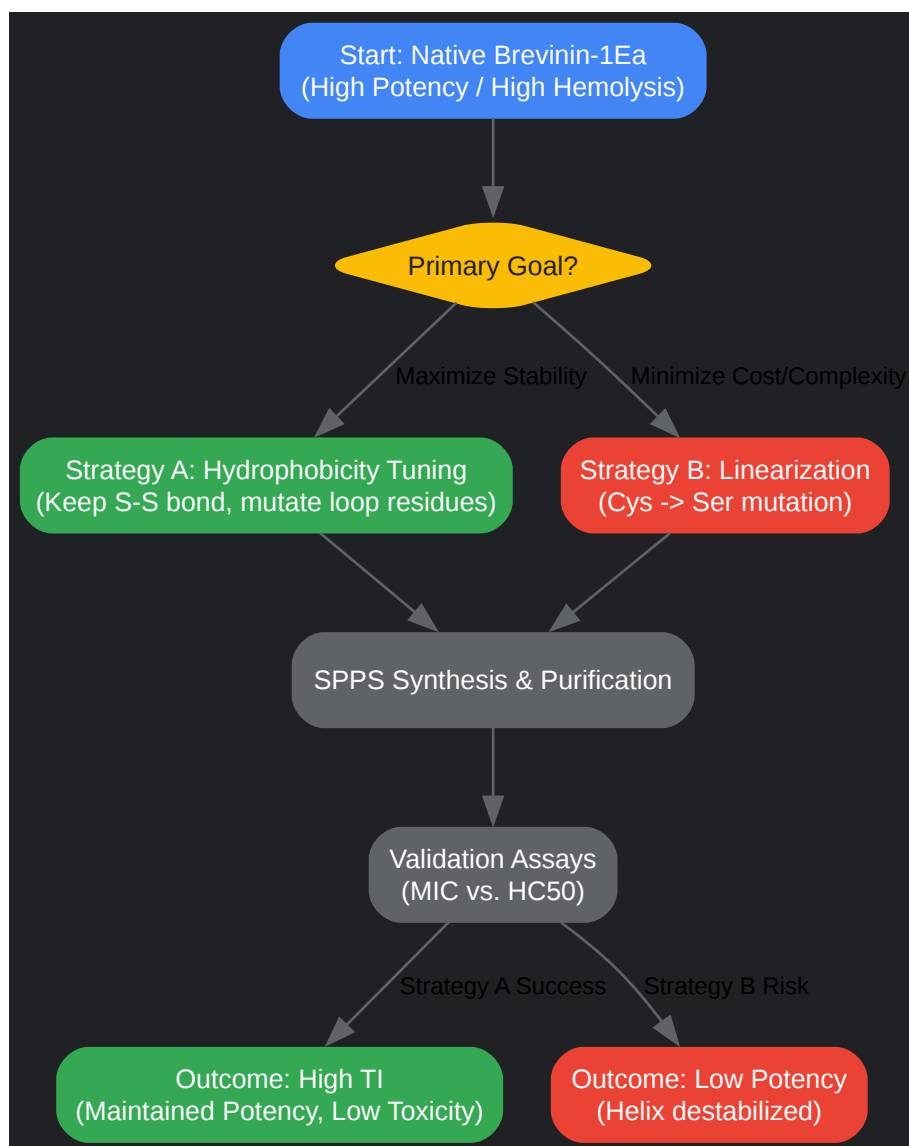 Start: Native Brevinin-1Ea
(High Potency / High Hemolysis)
Primary Goal?
Maximize Stability
Minimize Cost/Complexity
Strategy A: Hydrophobicity Tuning
(Keep S-S bond, mutate loop residues)
Strategy B: Linearization
(Cys -> Ser mutation)
SPPS Synthesis & Purification
Validation Assays
(MIC vs. HC50)
Strategy A Success
Strategy B Risk
Outcome: High TI
(Maintained Potency, Low Toxicity)
Outcome: Low Potency
(Helix destabilized)